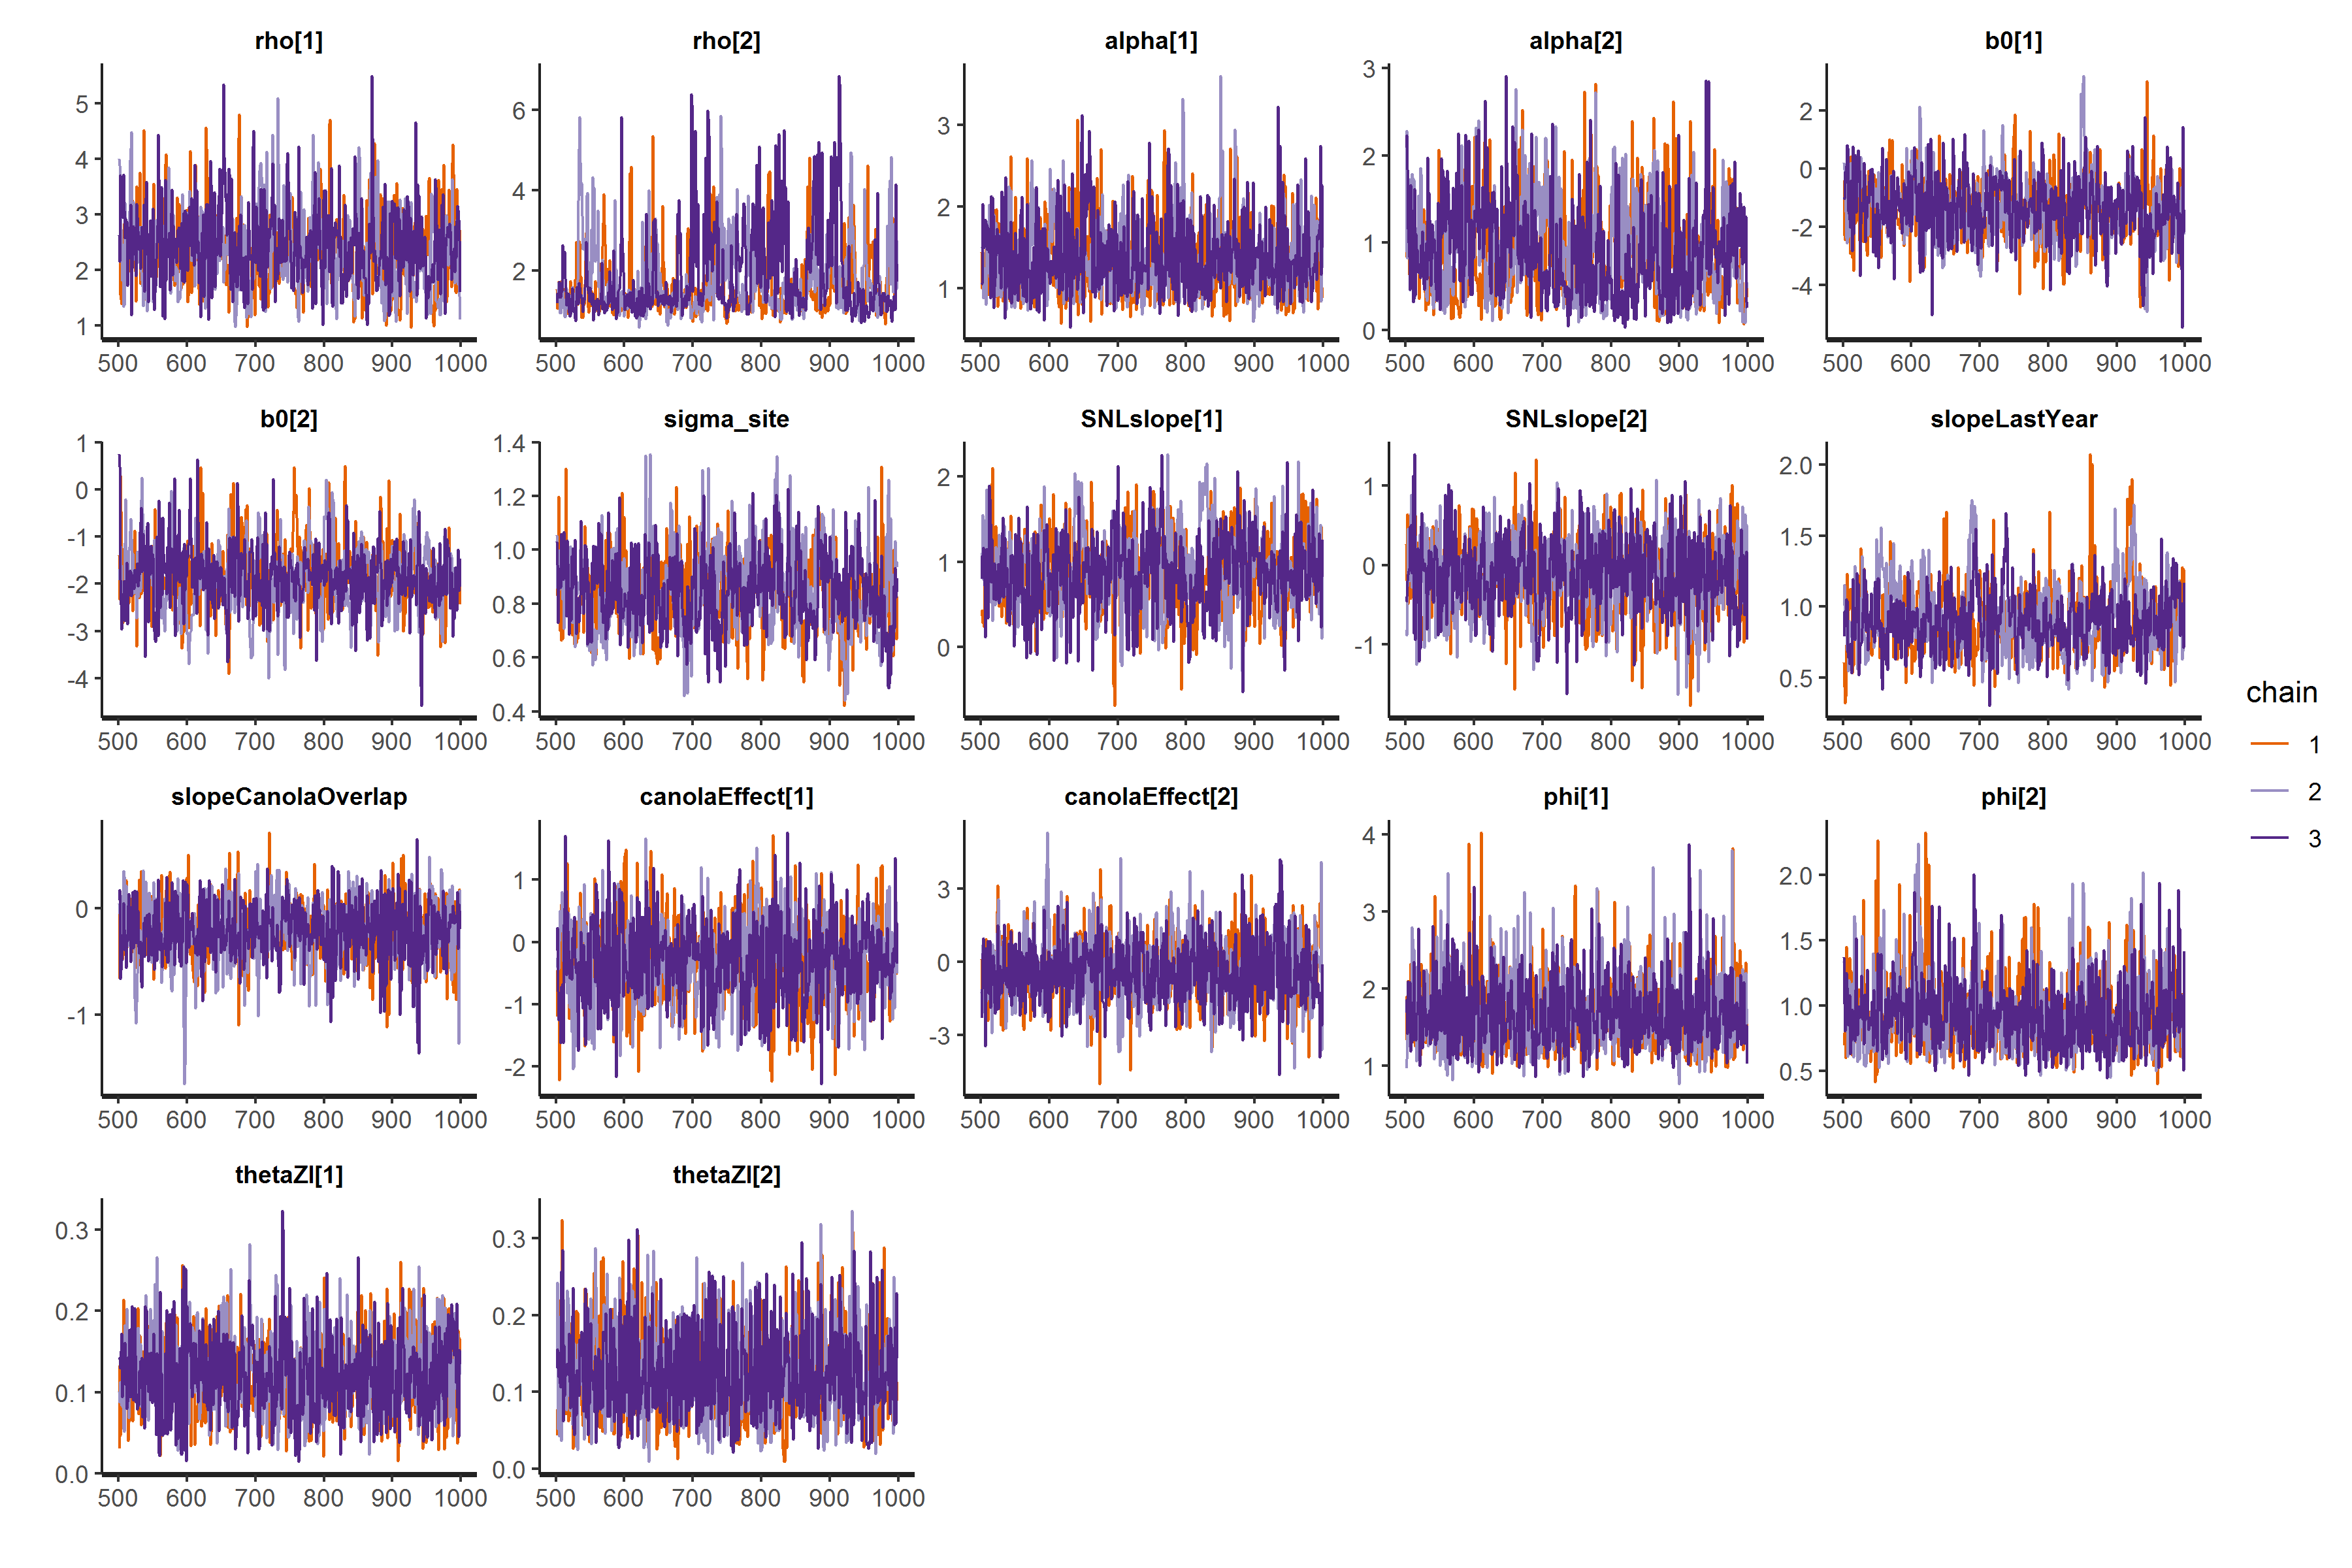 rho[1] rho[2] alpha[1] alpha[2] b0[1]
5 4 3 2 1
6 4 2
3 2 1
3 2 1 0
2 0 -2 -4
500 600 700 800 900 1000 500 600 700 800 900 1000 500 600 700 800 900 1000 500 600 700 800 900 1000 500 600 700 800 900 1000
b0[2] sigma_site SNLslope[1] SNLslope[2] slopeLastYear
1 0 -1 -2 -3 -4
1.4 1.2 1.0 0.8 0.6 0.4
2 1 0
1 0 -1
2.0 1.5 1.0 0.5
500 600 700 800 900 1000 500 600 700 800 900 1000 500 600 700 800 900 1000 500 600 700 800 900 1000 500 600 700 800 900 1000
slopeCanolaOverlap canolaEffect[1] canolaEffect[2] phi[1] phi[2]
0 -1
1 0 -1 -2
3 0 -3
4 3 2 1
2.0 1.5 1.0 0.5
500 600 700 800 900 1000 500 600 700 800 900 1000 500 600 700 800 900 1000 500 600 700 800 900 1000 500 600 700 800 900 1000
thetaZI[1] thetaZI[2]
0.3 0.2 0.1 0.0
0.3 0.2 0.1 0.0
500 600 700 800 900 1000 500 600 700 800 900 1000
chain
1
2
3